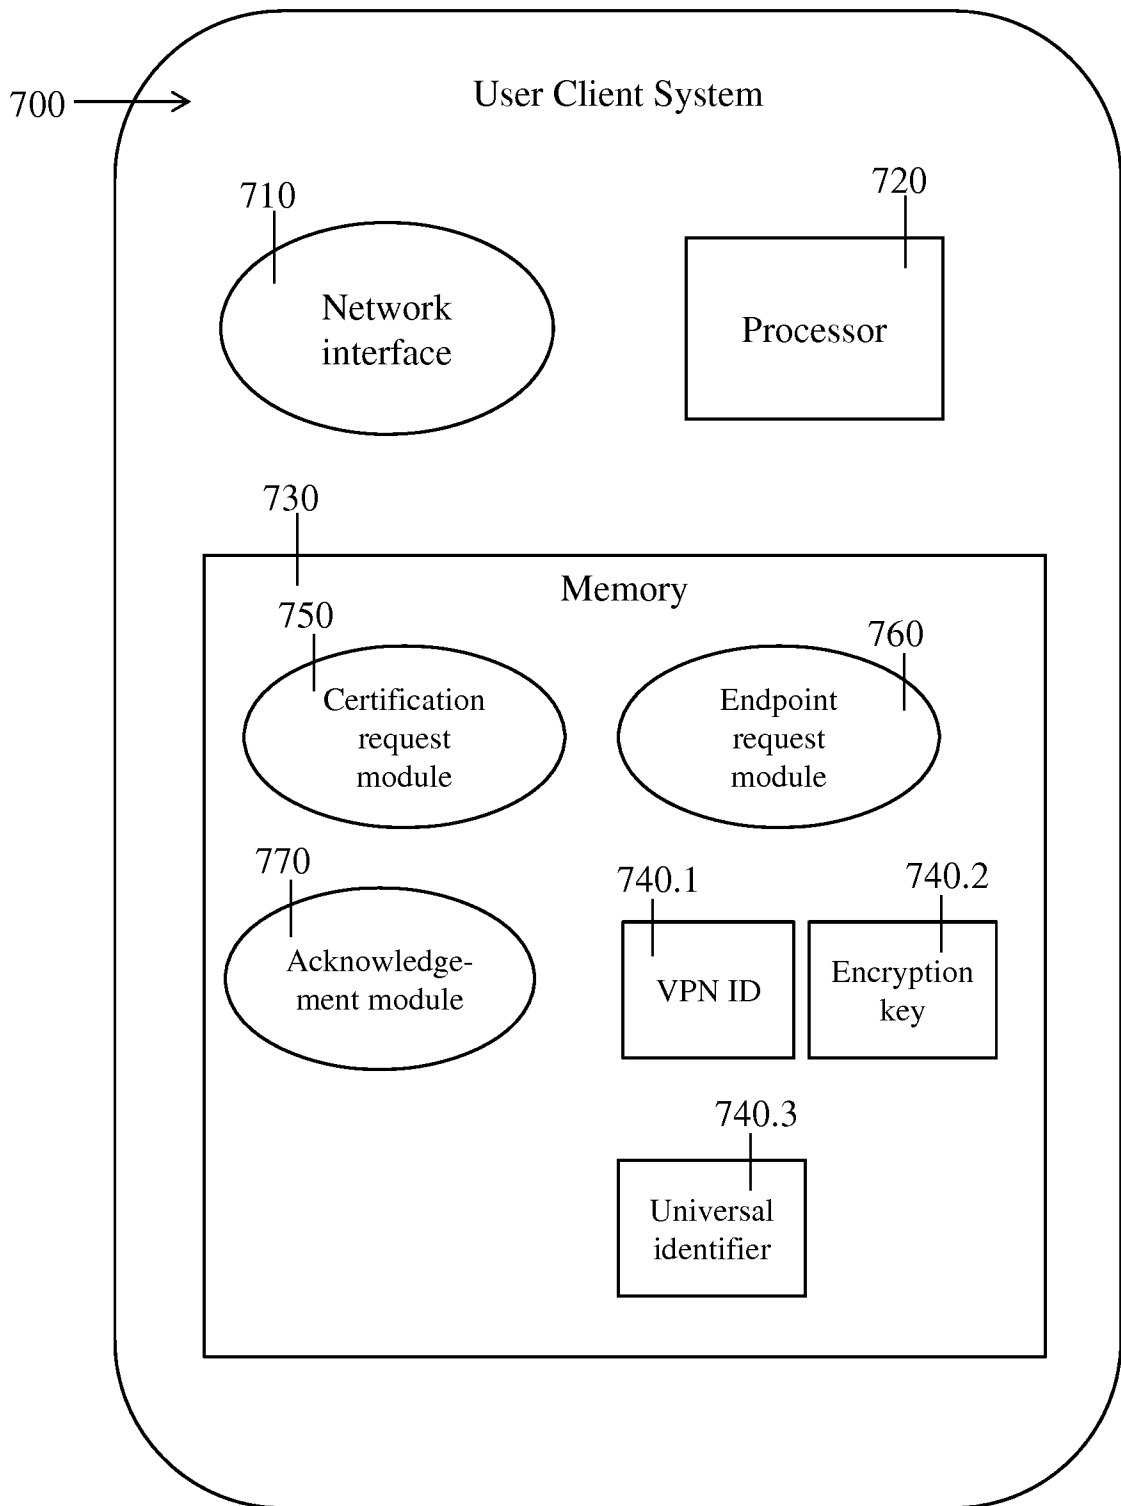 700
User Client System
710
720
Network
interface
Processor
730
Memory
750
760
Certification
request
module
Endpoint
request
module
770
740.1
740.2
Acknowledge-
ment module
VPN ID
Encryption
key
740.3
Universal
identifier